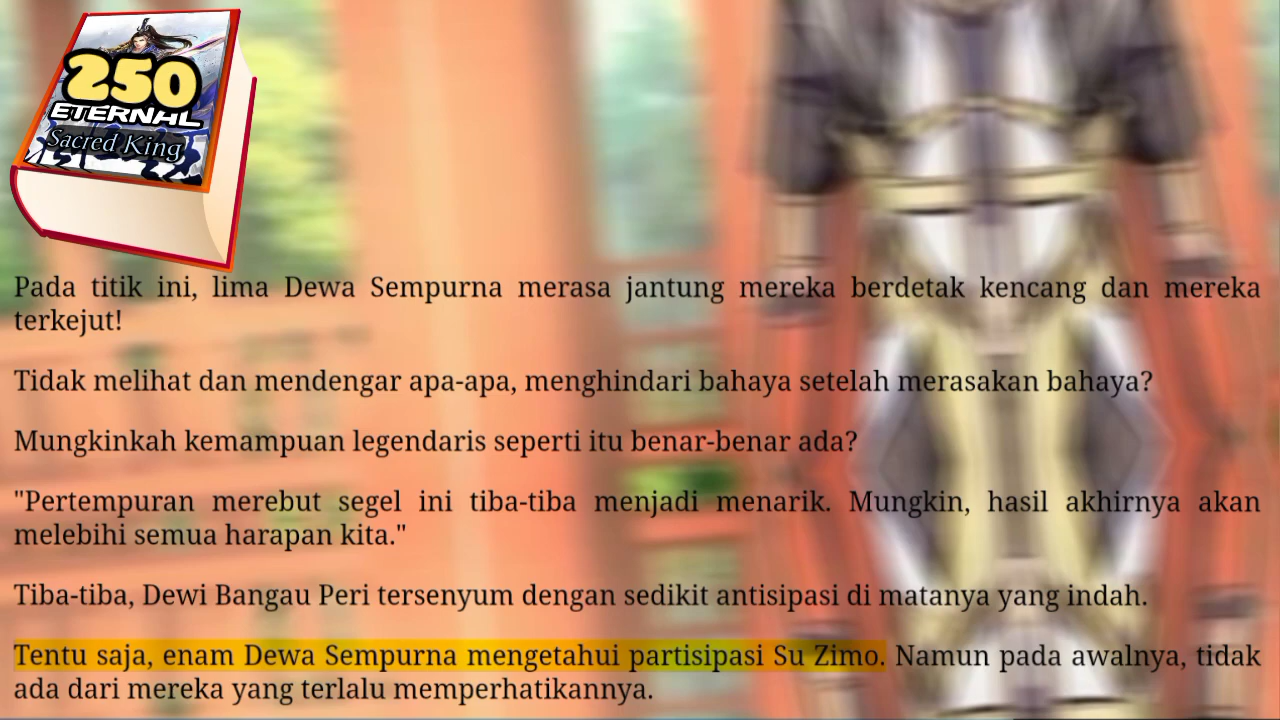 250
ETERNAL
Sacred King
Pada titik ini, lima Dewa Sempurna merasa jantung mereka berdetak kencang dan mereka
terkejut!
Tidak melihat dan mendengar apa-apa, menghindari bahaya setelah merasakan bahaya?
Mungkinkah kemampuan legendaris seperti itu benar-benar ada?
"Pertempuran merebut segel ini tiba-tiba menjadi menarik. Mungkin, hasil akhirnya akan
melebihi semua harapan kita."
Tiba-tiba, Dewi Bangau Peri tersenyum dengan sedikit antisipasi di matanya yang indah.
Tentu saja, enam Dewa Sempurna mengetahui partisipasi Su Zimo. Namun pada awalnya, tidak
ada dari mereka yang terlalu memperhatikannya.